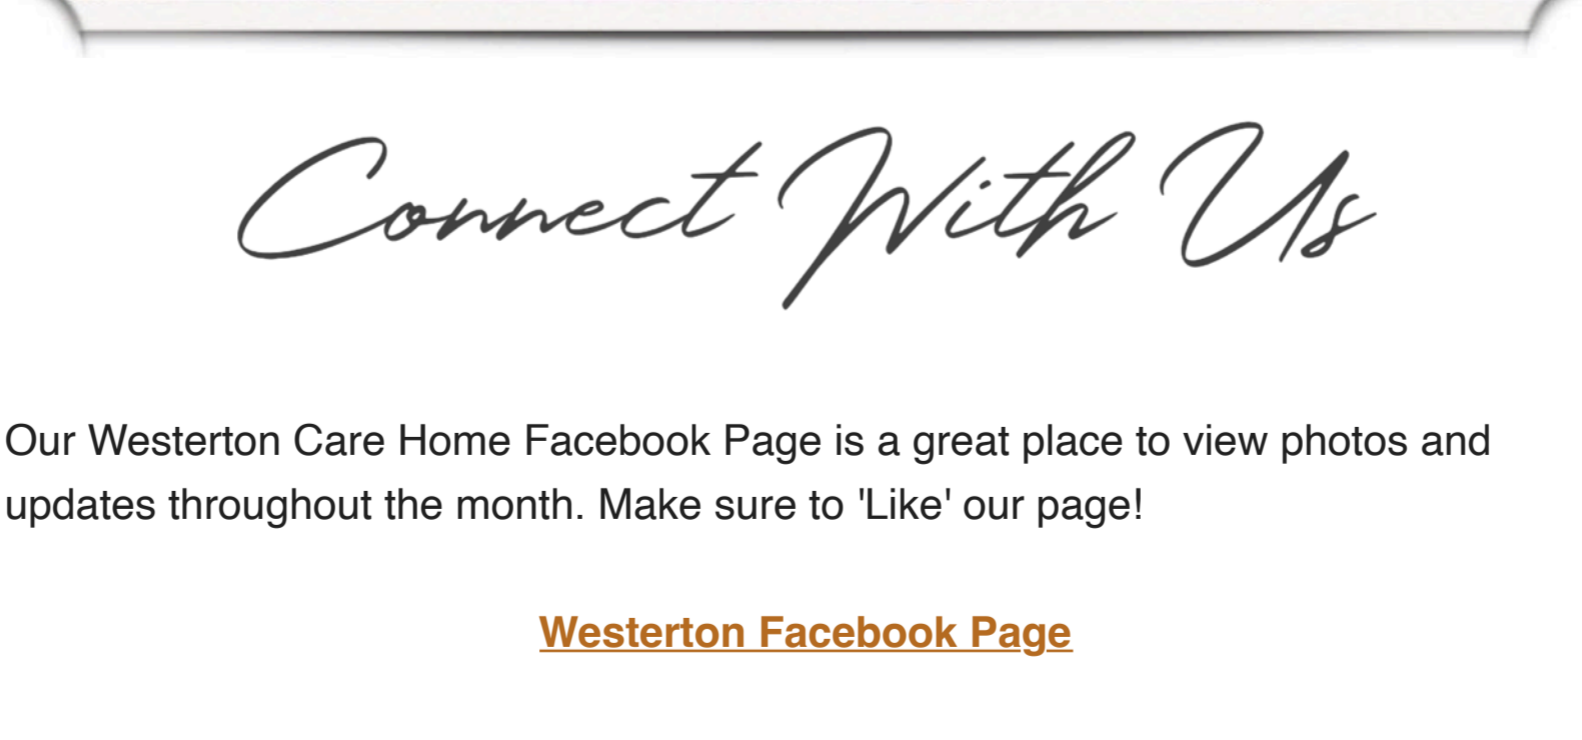 Connect With Us
Our Westerton Care Home Facebook Page is a great place to view photos and
updates throughout the month. Make sure to 'Like' our page!
Westerton Facebook Page